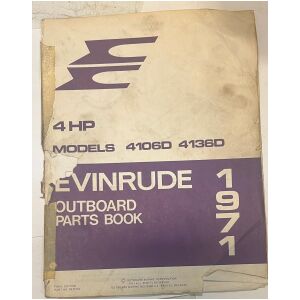 4 HP
MODELS 4106D 4136D
EVINRUDE
OUTBOARD
PARTS BOOK
1971